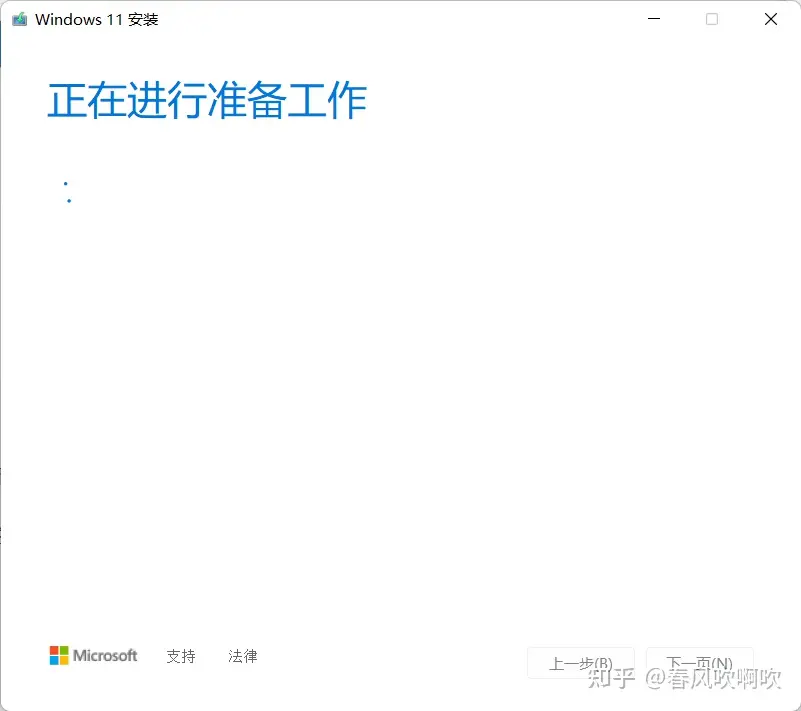 Windows 11 安装
正在进行准备工作
Microsoft 支持 法律
上一步(B) 下一页(N)
知乎 @春风吹啊吹